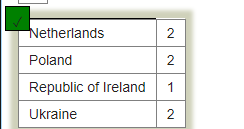 Netherlands 2
Poland 2
Republic of Ireland 1
Ukraine 2